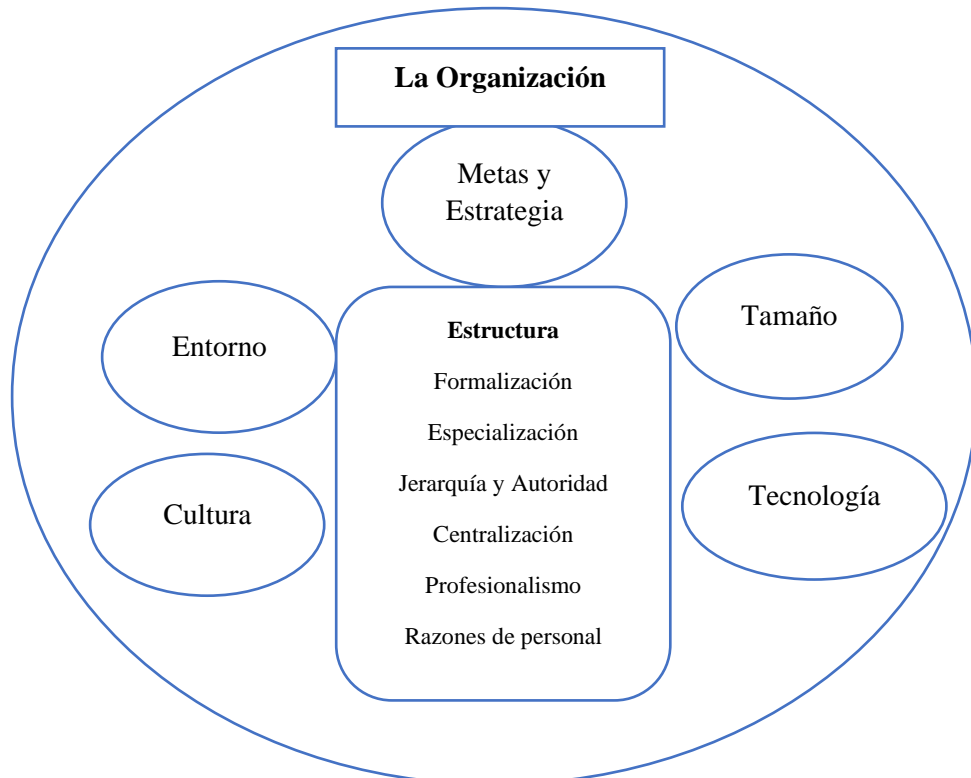 La Organización
Metas y
Estrategia
Entorno
Cultura
Estructura
Formalización
Especialización
Jerarquía y Autoridad
Centralización
Profesionalismo
Razones de personal
Tamaño
Tecnología